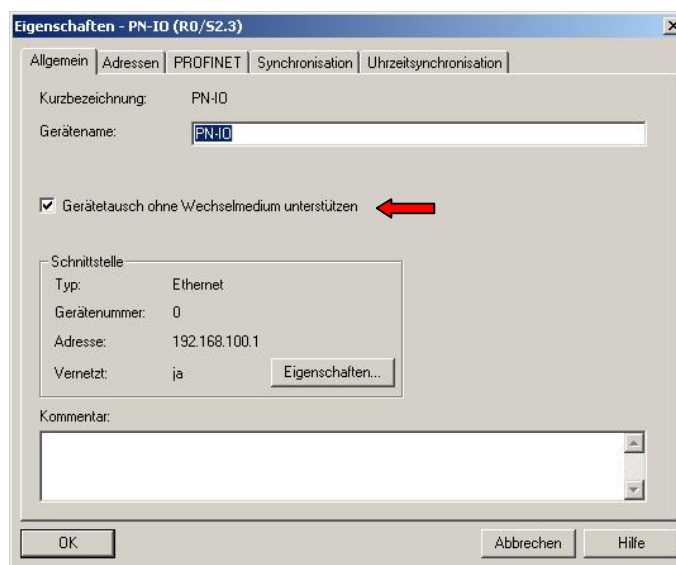 Eigenschaften - PN-IO (R0/S2.3)
Allgemein Adressen PROFINET Synchronisation Uhrzeitsynchronisation
Kurzbezeichnung: PN-IO
Gerätename: PN-IO
Gerätetausch ohne Wechselmedium unterstützen
Schnittstelle
Typ: Ethernet
Gerätenummer: 0
Adresse: 192.168.100.1
Vernetzt: ja Eigenschaften...
Kommentar:
OK Abbrechen Hilfe